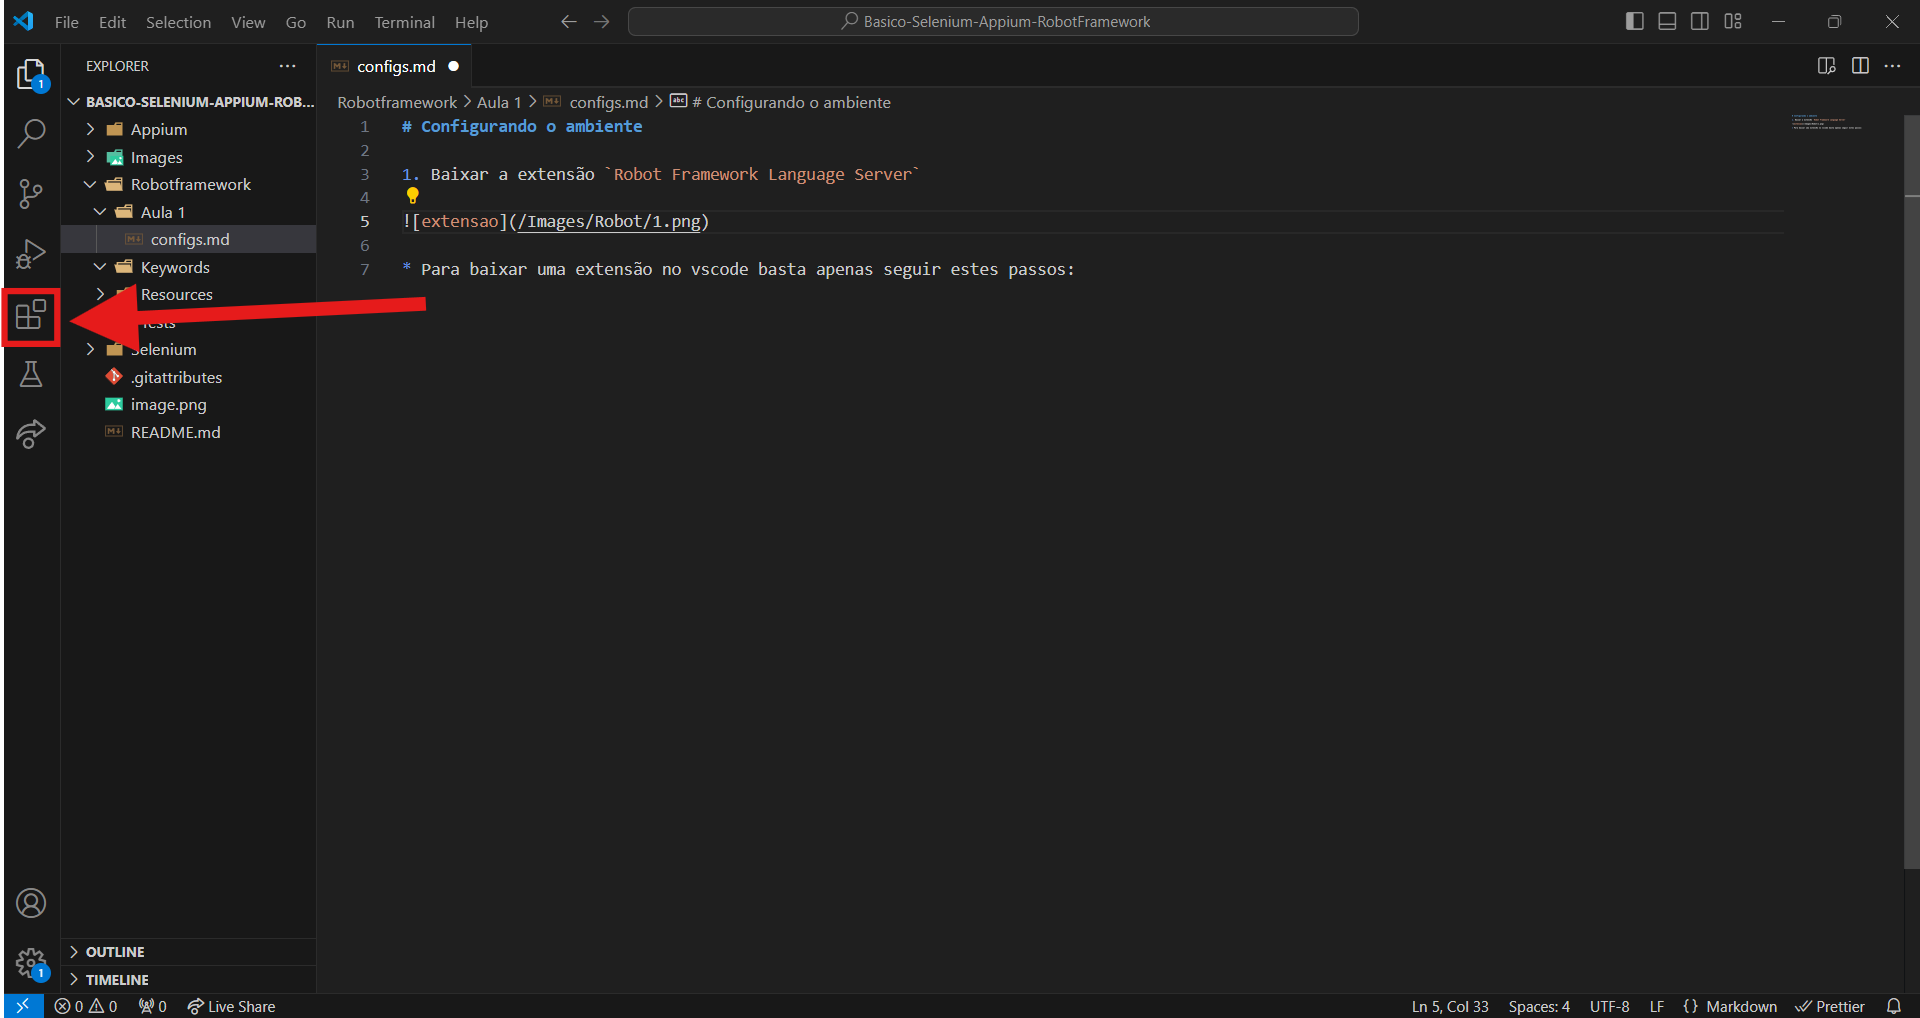 File Edit Selection View Go Run Terminal Help
Basico-Selenium-Appium-RobotFramework
EXPLORER
BASICO-SELENIUM-APPIUM-ROB...
Appium
Images
Robotframework
Aula 1
configs.md
Keywords
Resources
Tests
Selenium
.gitattributes
image.png
README.md
OUTLINE
TIMELINE
1
1
configs.md
Robotframework > Aula 1 > configs.md > # Configurando o ambiente
1 # Configurando o ambiente
2
3 1. Baixar a extensão `Robot Framework Language Server`
4
5 ![extensao](/Images/Robot/1.png)
6
7 * Para baixar uma extensão no vscode basta apenas seguir estes passos:
0 0 0 Live Share
Ln 5, Col 33 Spaces: 4 UTF-8 LF {} Markdown Prettier